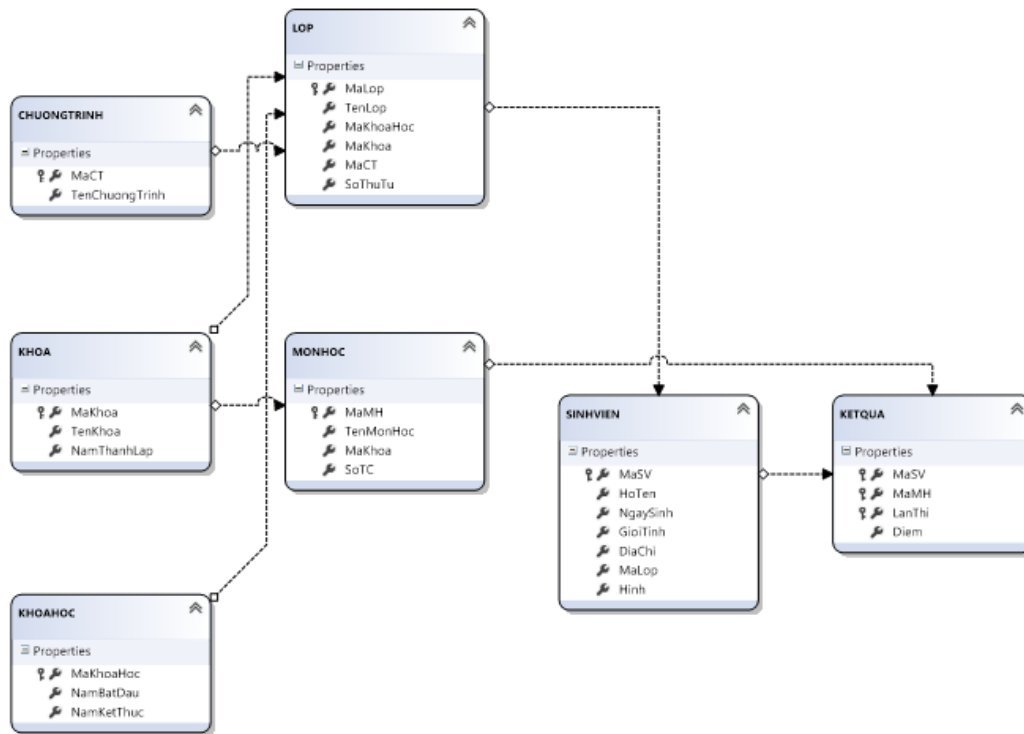 LOP
Properties
MaLop
TenLop
MaKhoaHoc
MaKhoa
MaCT
SoThuTu
CHUONGTRINH
Properties
MaCT
TenChuongTrinh
KHOA
Properties
MaKhoa
TenKhoa
NamThanhLap
MONHOC
Properties
MaMH
TenMonHoc
MaKhoa
SoTC
SINHVIEN
Properties
MaSV
HoTen
NgaySinh
GioiTinh
DiaChi
MaLop
Hinh
KETQUA
Properties
MaSV
MaMH
LanThi
Diem
KHOAHOC
Properties
MaKhoaHoc
NamBatDau
NamKetThuc